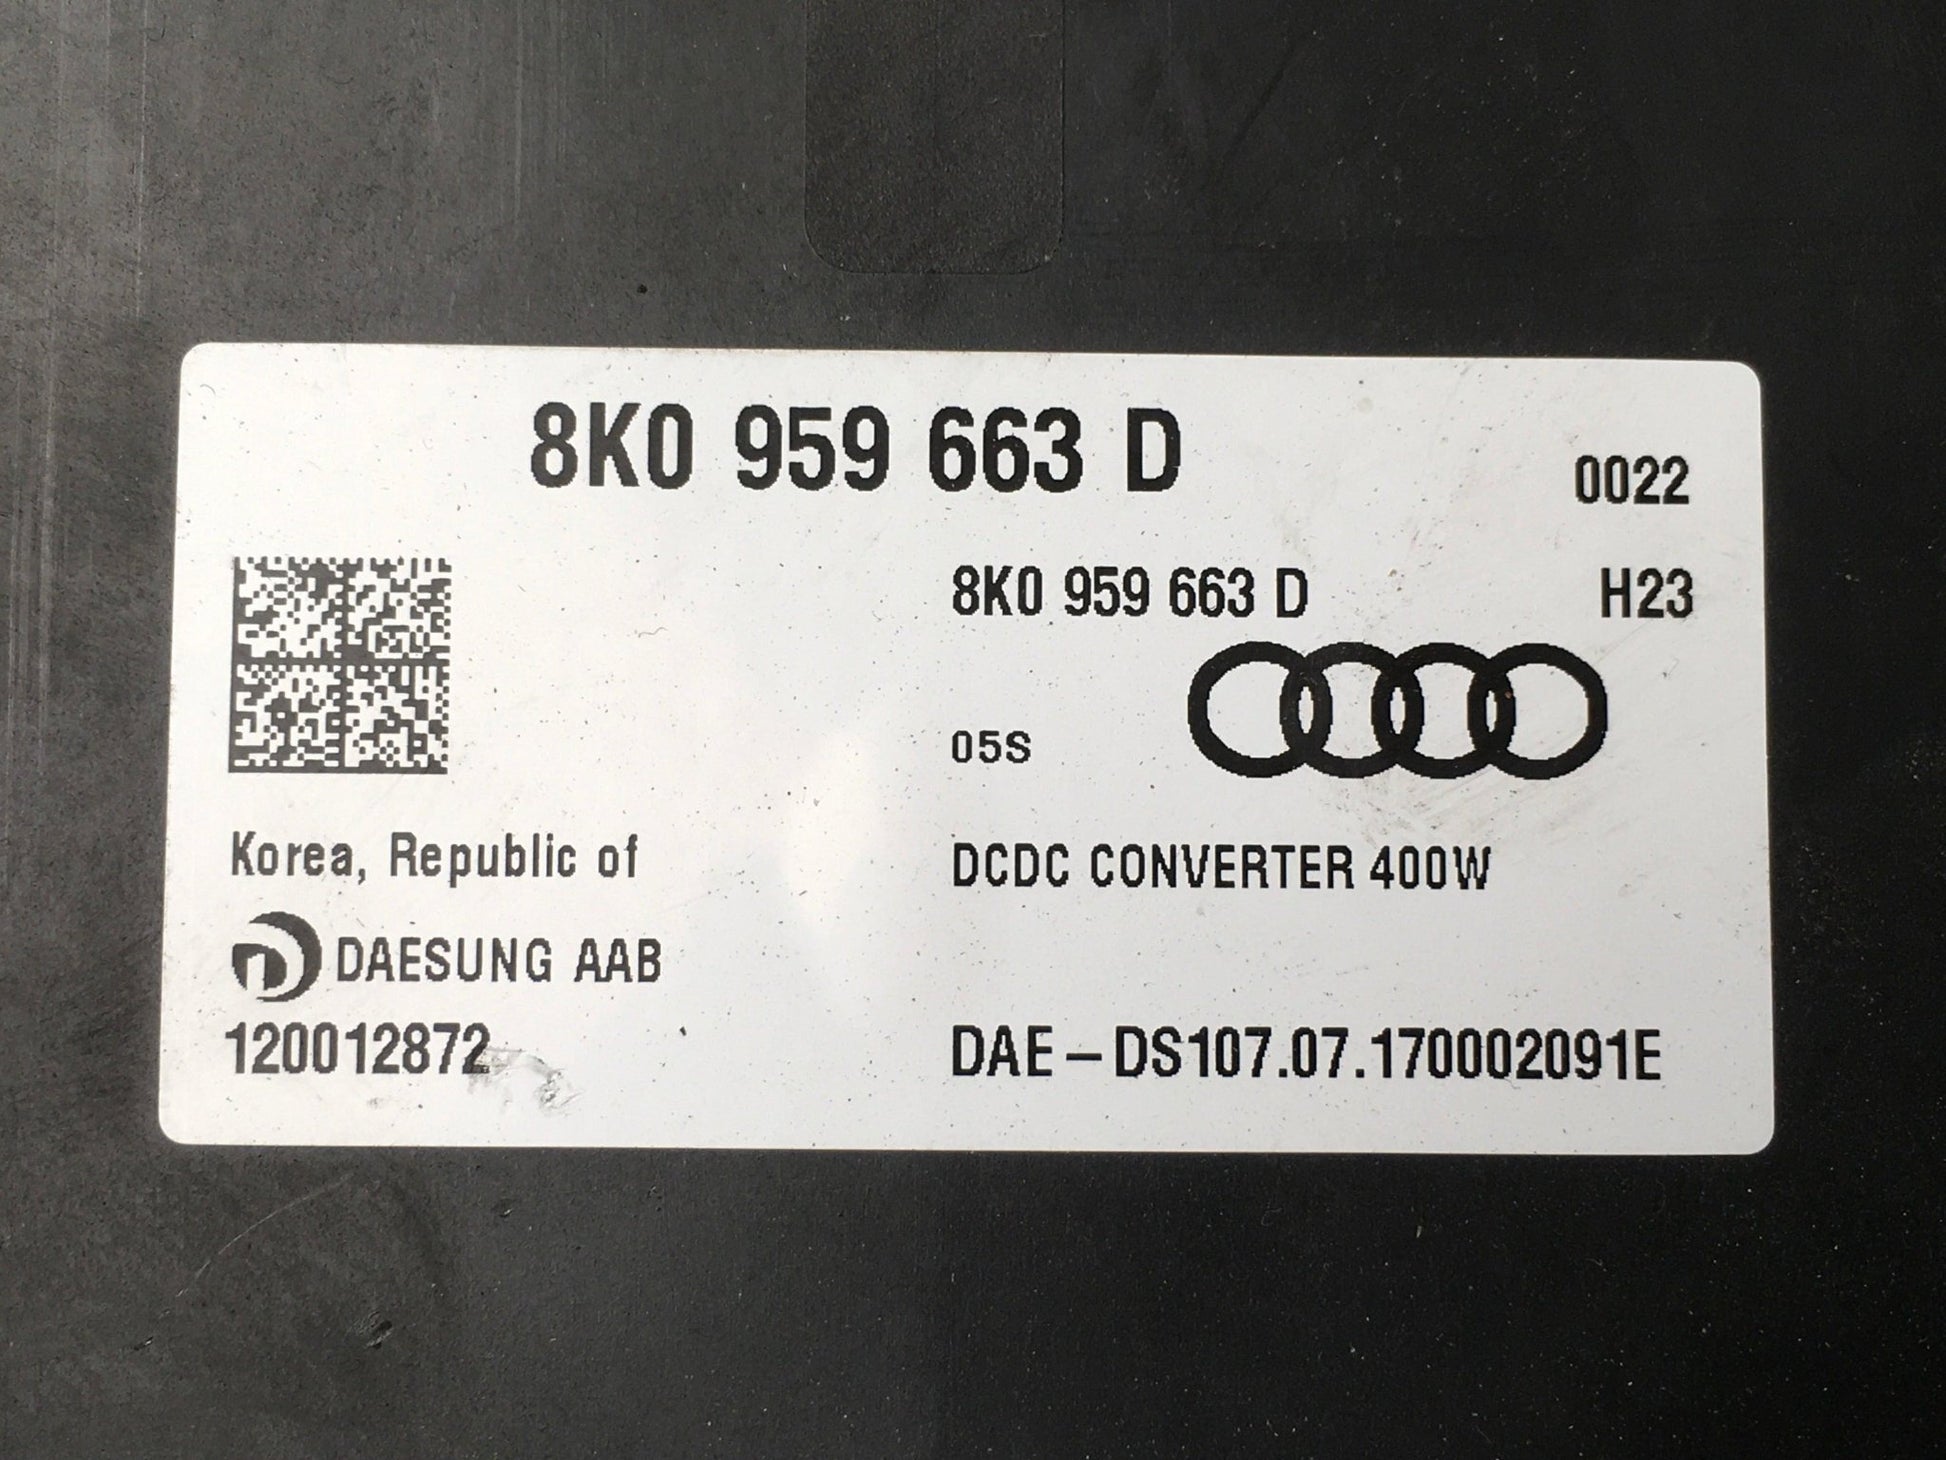 8K0 959 663 D
0022
8K0 959 663 D
H23
05S
Korea, Republic of
DCDC CONVERTER 400W
DAESUNG AAB
120012872
DAE-DS107.07.170002091E